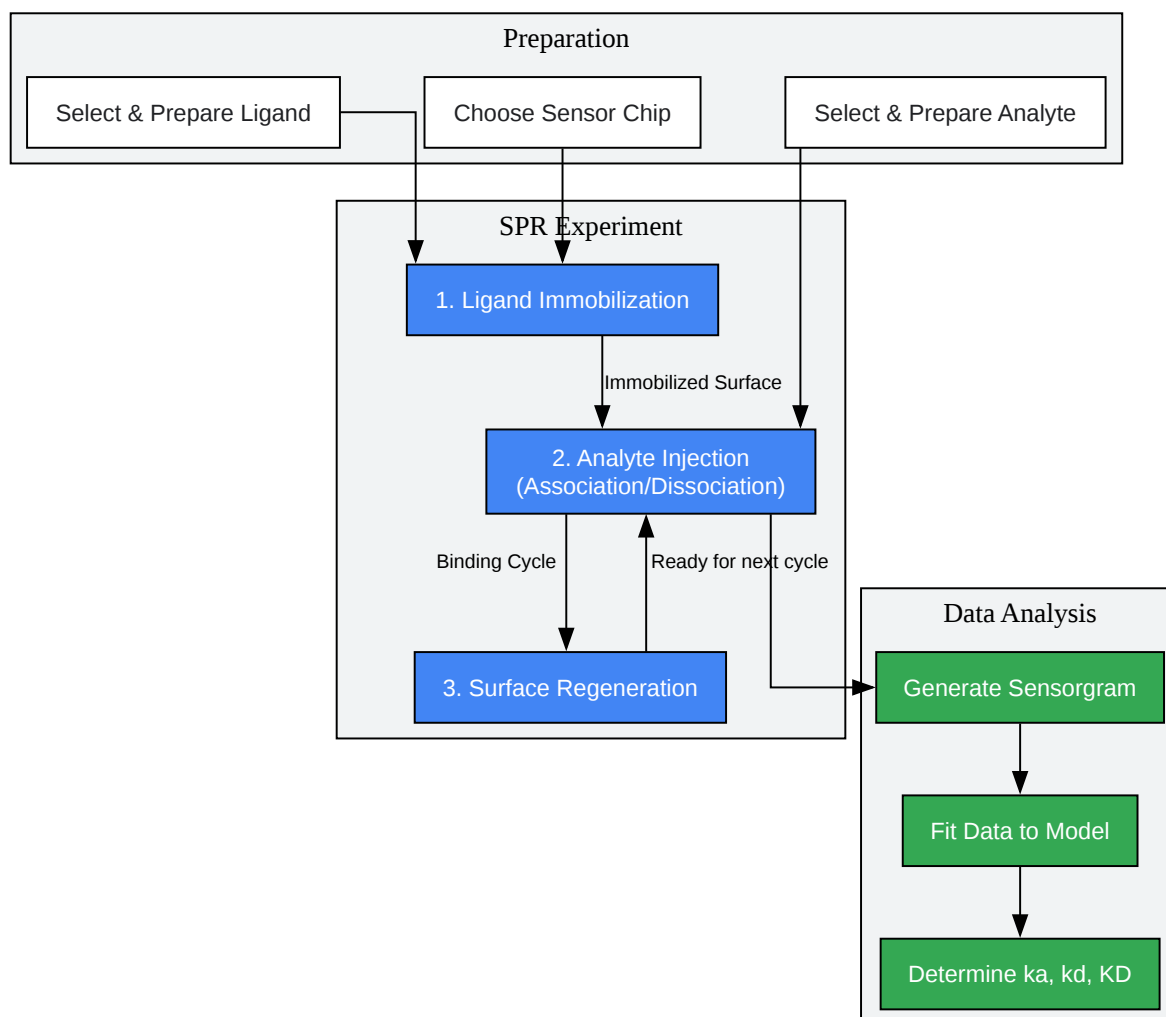 Preparation
Select & Prepare Ligand
Choose Sensor Chip
Select & Prepare Analyte
SPR Experiment
1. Ligand Immobilization
Immobilized Surface
2. Analyte Injection
(Association/Dissociation)
Binding Cycle
Ready for next cycle
3. Surface Regeneration
Data Analysis
Generate Sensorgram
Fit Data to Model
Determine ka, kd, KD